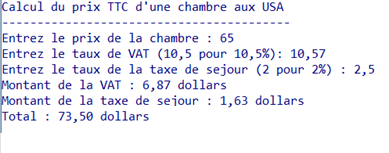 Calcul du prix TTC d'une chambre aux USA
---------------------------------------
Entrez le prix de la chambre : 65
Entrez le taux de VAT (10,5 pour 10,5%): 10,57
Entrez le taux de la taxe de sejour (2 pour 2%) : 2,5
Montant de la VAT : 6,87 dollars
Montant de la taxe de sejour : 1,63 dollars
Total : 73,50 dollars